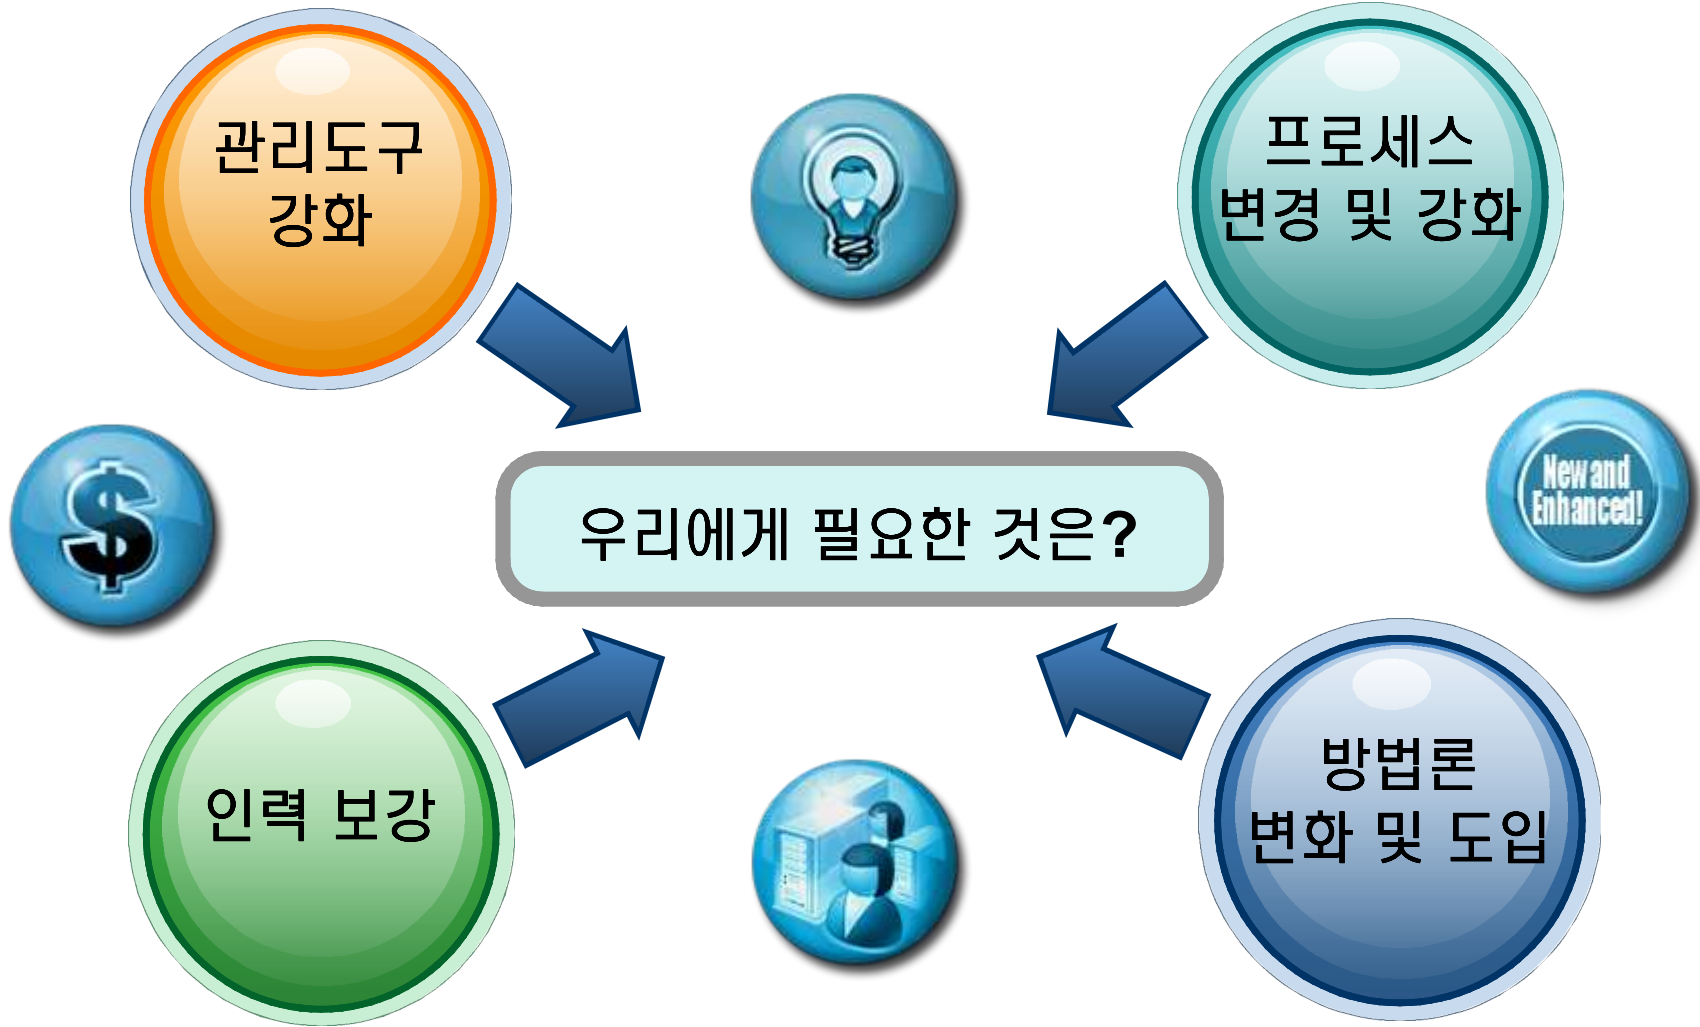 관리도구
강화
프로세스
변경 및 강화
New and
Enhanced!
우리에게 필요한 것은?
인력 보강
방법론
변화 및 도입